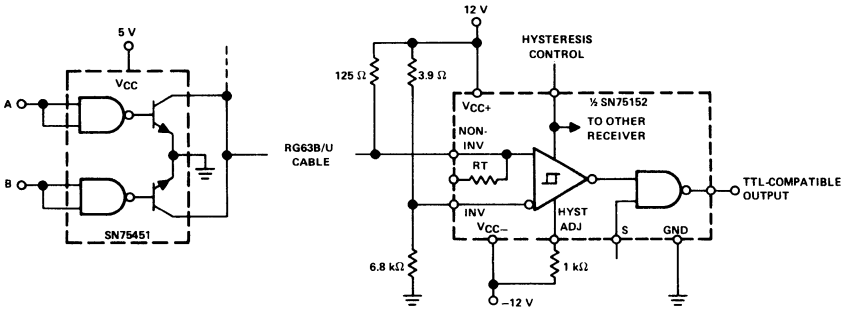 5 V
VCC
A
B
SN75451
RG63B/U
CABLE
12 V
125 Ω
3.9 Ω
HYSTERESIS
CONTROL
½ SN75152
VCC+
TO OTHER
RECEIVER
NON-
INV
RT
INV
VCC−
HYST
ADJ
S
GND
TTL-COMPATIBLE
OUTPUT
6.8 kΩ
1 kΩ
−12 V